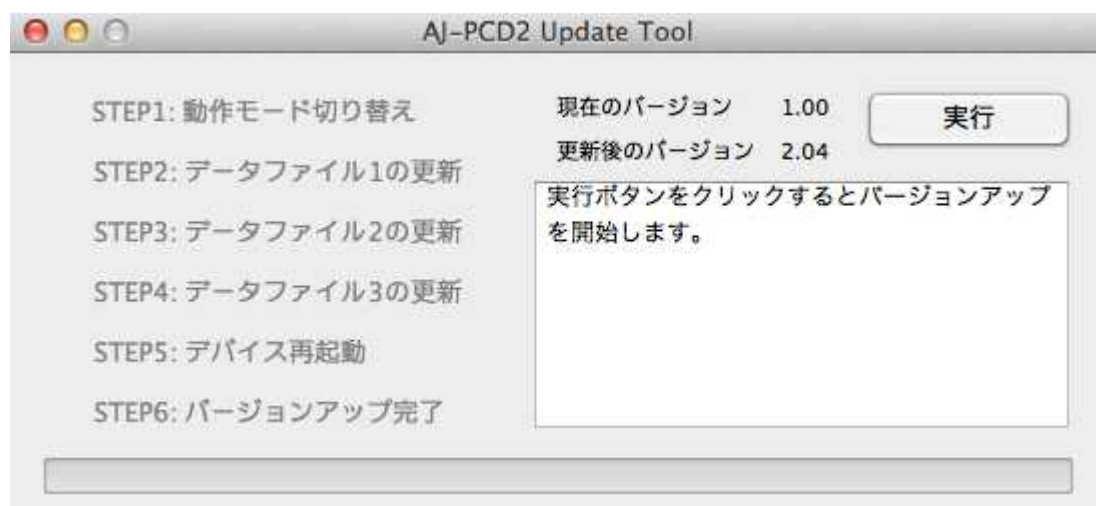 AJ-PCD2 Update Tool
STEP1: 動作モード切り替え
STEP2: データファイル1の更新
STEP3: データファイル2の更新
STEP4: データファイル3の更新
STEP5: デバイス再起動
STEP6: バージョンアップ完了
現在のバージョン 1.00
更新後のバージョン 2.04
実行
実行ボタンをクリックするとバージョンアップ
を開始します。